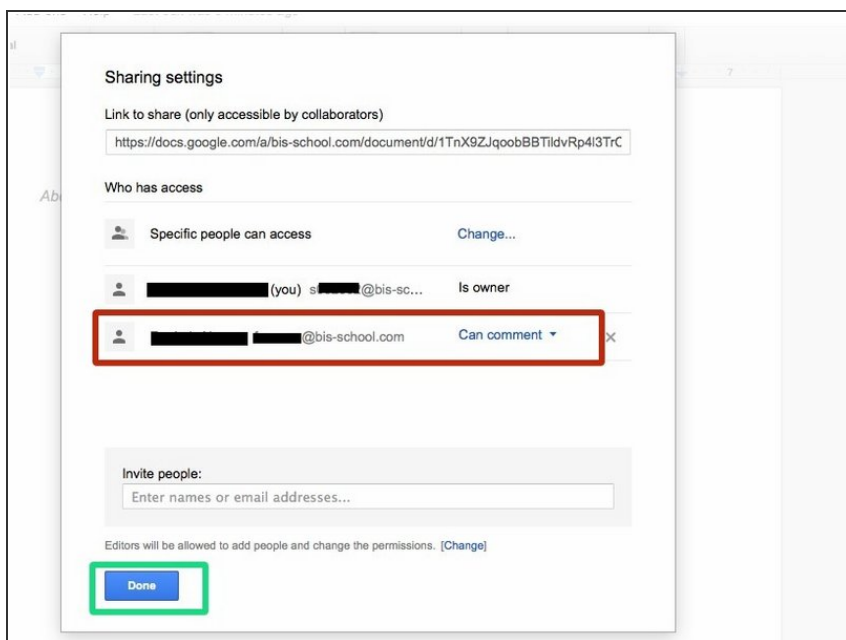 Sharing settings
Link to share (only accessible by collaborators)
https://docs.google.com/a/bis-school.com/document/d/1TnX9ZJqoobBBTildvRp4l3TrC
Who has access
Specific people can access Change...
(you) @bis-sc... Is owner
@bis-school.com Can comment
Invite people:
Enter names or email addresses...
Editors will be allowed to add people and change the permissions. [Change]
Done